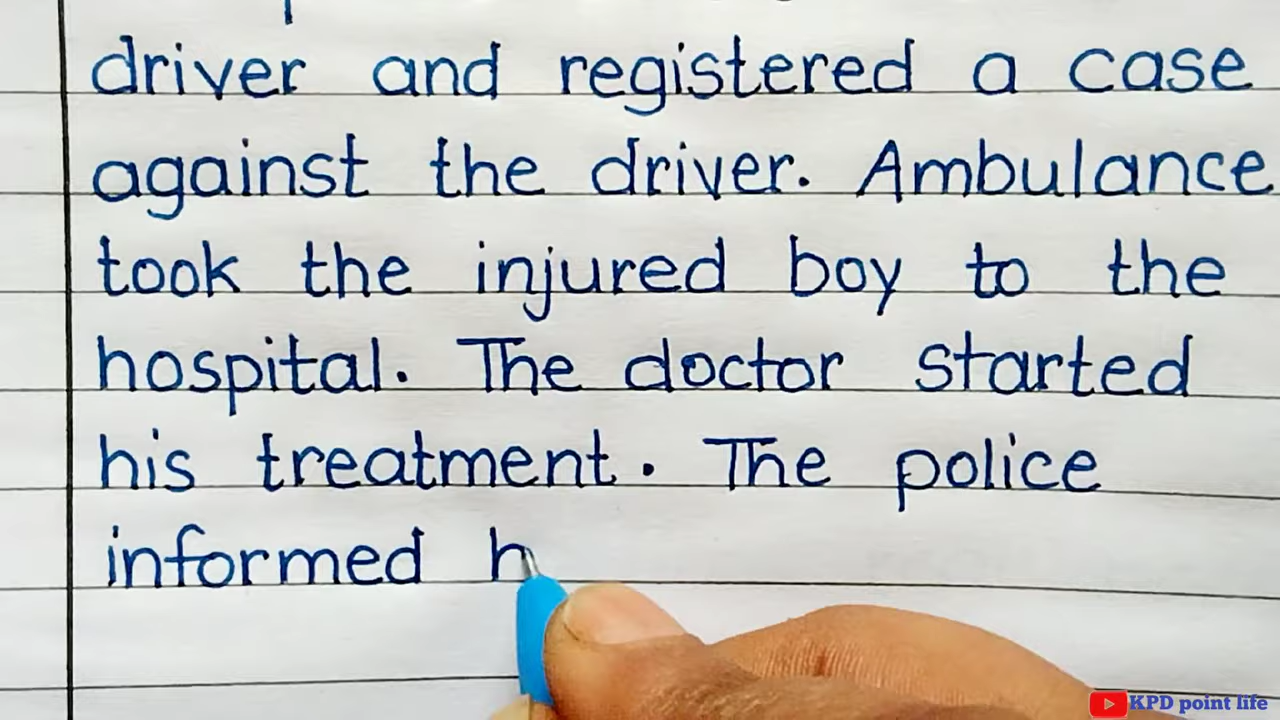 driver and registered a case
against the driver. Ambulance
took the injured boy to the
hospital. The doctor started
his treatment. The police
informed h
KPD point life